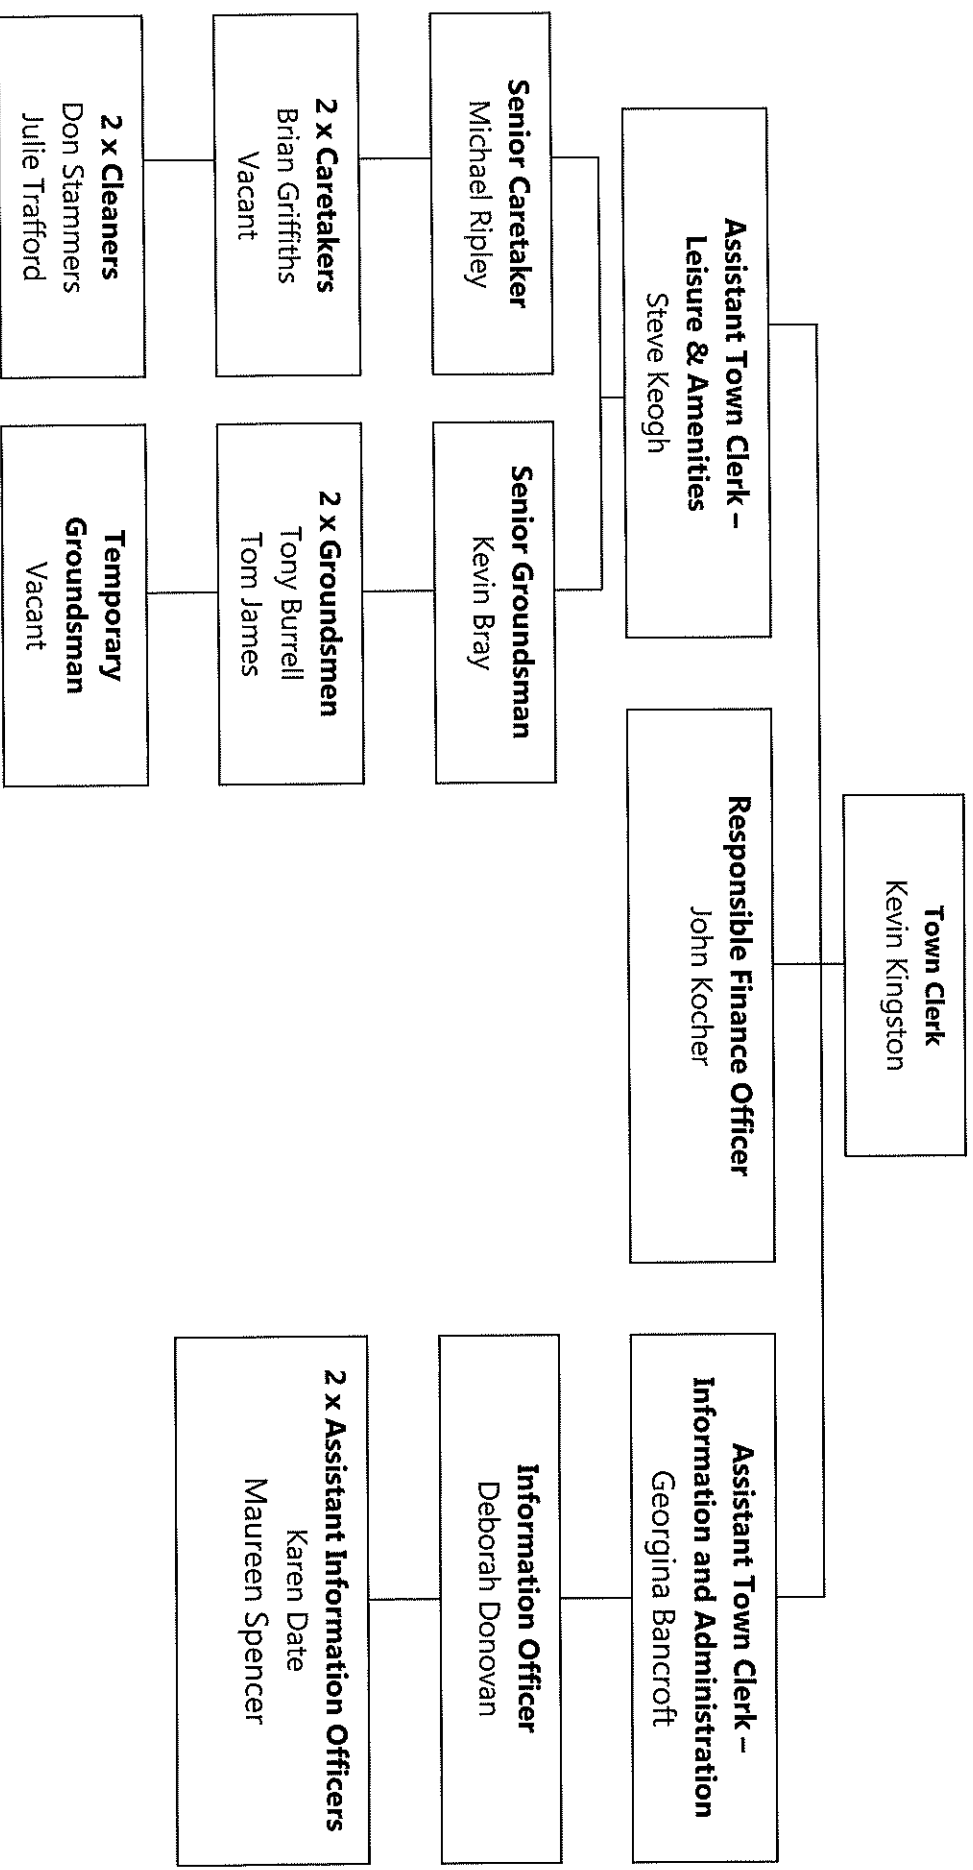 Town Clerk
Kevin Kingston
Assistant Town Clerk –
Leisure & Amenities
Steve Keogh
Responsible Finance Officer
John Kocher
Assistant Town Clerk –
Information and Administration
Georgina Bancroft
Senior Caretaker
Michael Ripley
Senior Groundsman
Kevin Bray
Information Officer
Deborah Donovan
2 x Caretakers
Brian Griffiths
Vacant
2 x Groundsmen
Tony Burrell
Tom James
2 x Assistant Information Officers
Karen Date
Maureen Spencer
2 x Cleaners
Don Stammers
Julie Trafford
Temporary
Groundsman
Vacant